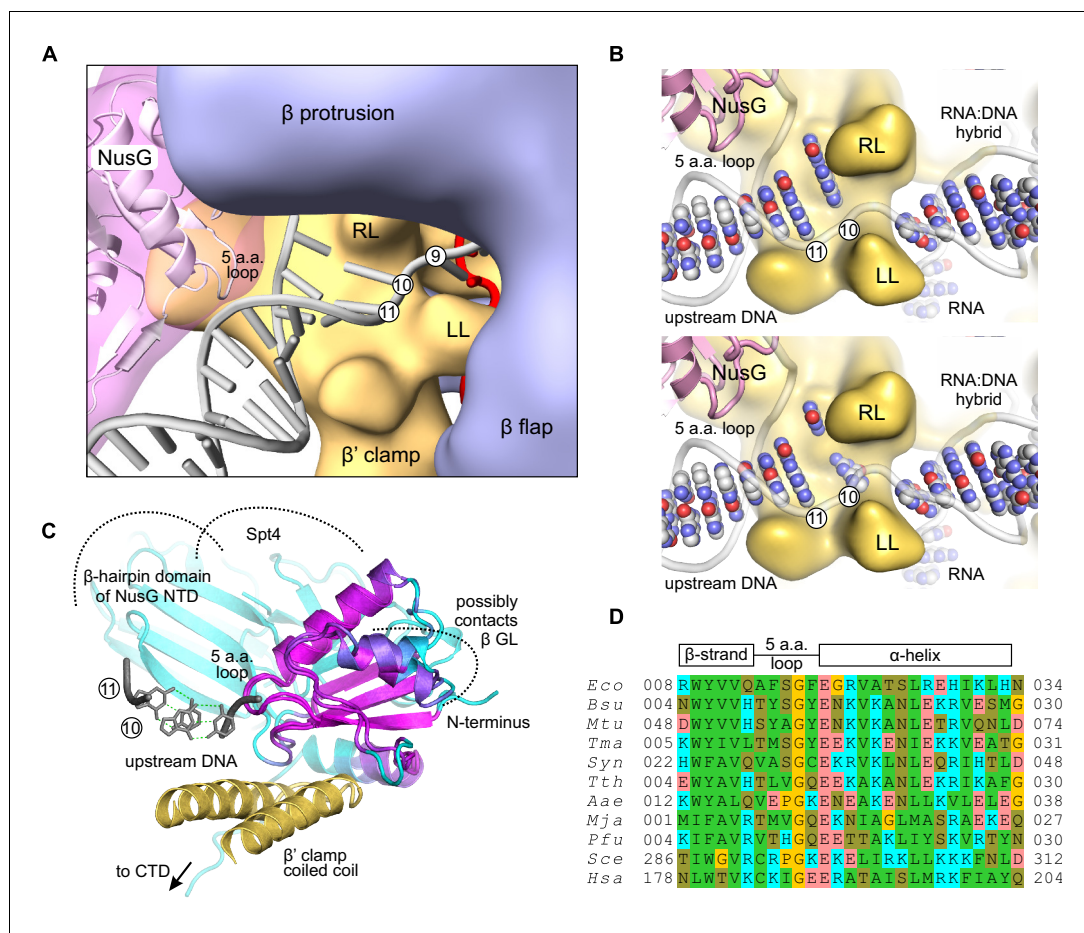 A
β protrusion
NusG
5 a.a.
loop
RL
9
10
11
LL
β' clamp
β flap
B
NusG
5 a.a. loop
RL
RNA:DNA
hybrid
10
11
LL
upstream DNA
RNA
NusG
5 a.a. loop
RL
RNA:DNA
hybrid
10
11
LL
upstream DNA
RNA
C
Spt4
β-hairpin domain
of NusG NTD
possibly
contacts
β GL
5 a.a.
loop
11
10
N-terminus
upstream DNA
β' clamp
coiled coil
to CTD
D
β-strand 5 a.a. loop α-helix
Eco 008 RWYVVQAFSGFEGRVATSLREHIKLHN 034
Bsu 004 NWYVVHTYSGYENKVKANLEKRVESMG 030
Mtu 048 DWYVVHSYAGYENKVKANLETRVQNLD 074
Tma 005 KWYIVLTMSGYEEKVKENIEKKVEATG 031
Syn 022 HWFAVQVASGCEKRVKLNLEQRIHTLD 048
Tth 004 EWYAVHTLVGQEEKAKANLEKRIKAFG 030
Aae 012 KWYALQVEPGKENEAKENLLKVLELEG 038
Mja 001 MIFAVRTMVGQEKNIAGLMASRAEKEQ 027
Pfu 004 KIFAVRVTHGQEETTAKLIYSKVRTYN 030
Sce 286 TIWGVRCRPGKEKELIRKLLKKKFNLD 312
Hsa 178 NLWTVKCKIGEERATAISLMRKFIAYQ 204